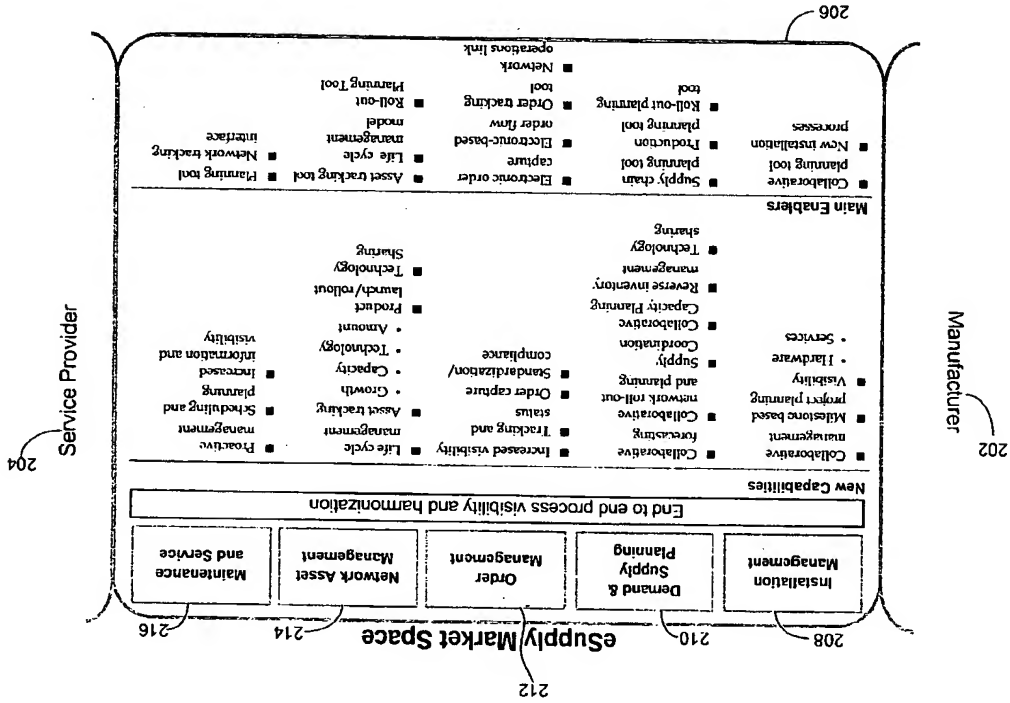 212
eSupply Market Space
208
210
214
216
Installation
Management
Demand &
Supply
Planning
Order
Management
Network Asset
Management
Maintenance
and Service
End to end process visibility and harmonization
New Capabilities
■ Collaborative
management
■ Milestone based
project planning
■ Visibility
• Hardware
• Services
■ Collaborative
forecasting
■ Collaborative
network roll-out
and planning
■ Supply
Coordination
■ Collaborative
Capacity Planning
■ Reverse inventory
management
■ Technology
sharing
■ Increased visibility
■ Tracking and
status
■ Order capture
■ Standardization/
compliance
■ Life cycle
management
■ Asset tracking
• Growth
• Capacity
• Technology
• Amount
■ Product
launch/rollout
■ Technology
Sharing
■ Proactive
management
■ Scheduling and
planning
■ Increased
information and
visibility
Main Enablers
■ Collaborative
planning tool
■ New installation
processes
■ Supply chain
planning tool
■ Production
planning tool
■ Roll-out planning
tool
■ Electronic order
capture
■ Electronic-based
order flow
■ Order tracking
tool
■ Network
operations link
■ Asset tracking tool
■ Life cycle
management
model
■ Roll-out
Planning Tool
■ Planning tool
■ Network tracking
interface
Manufacturer
202
Service Provider
204
206